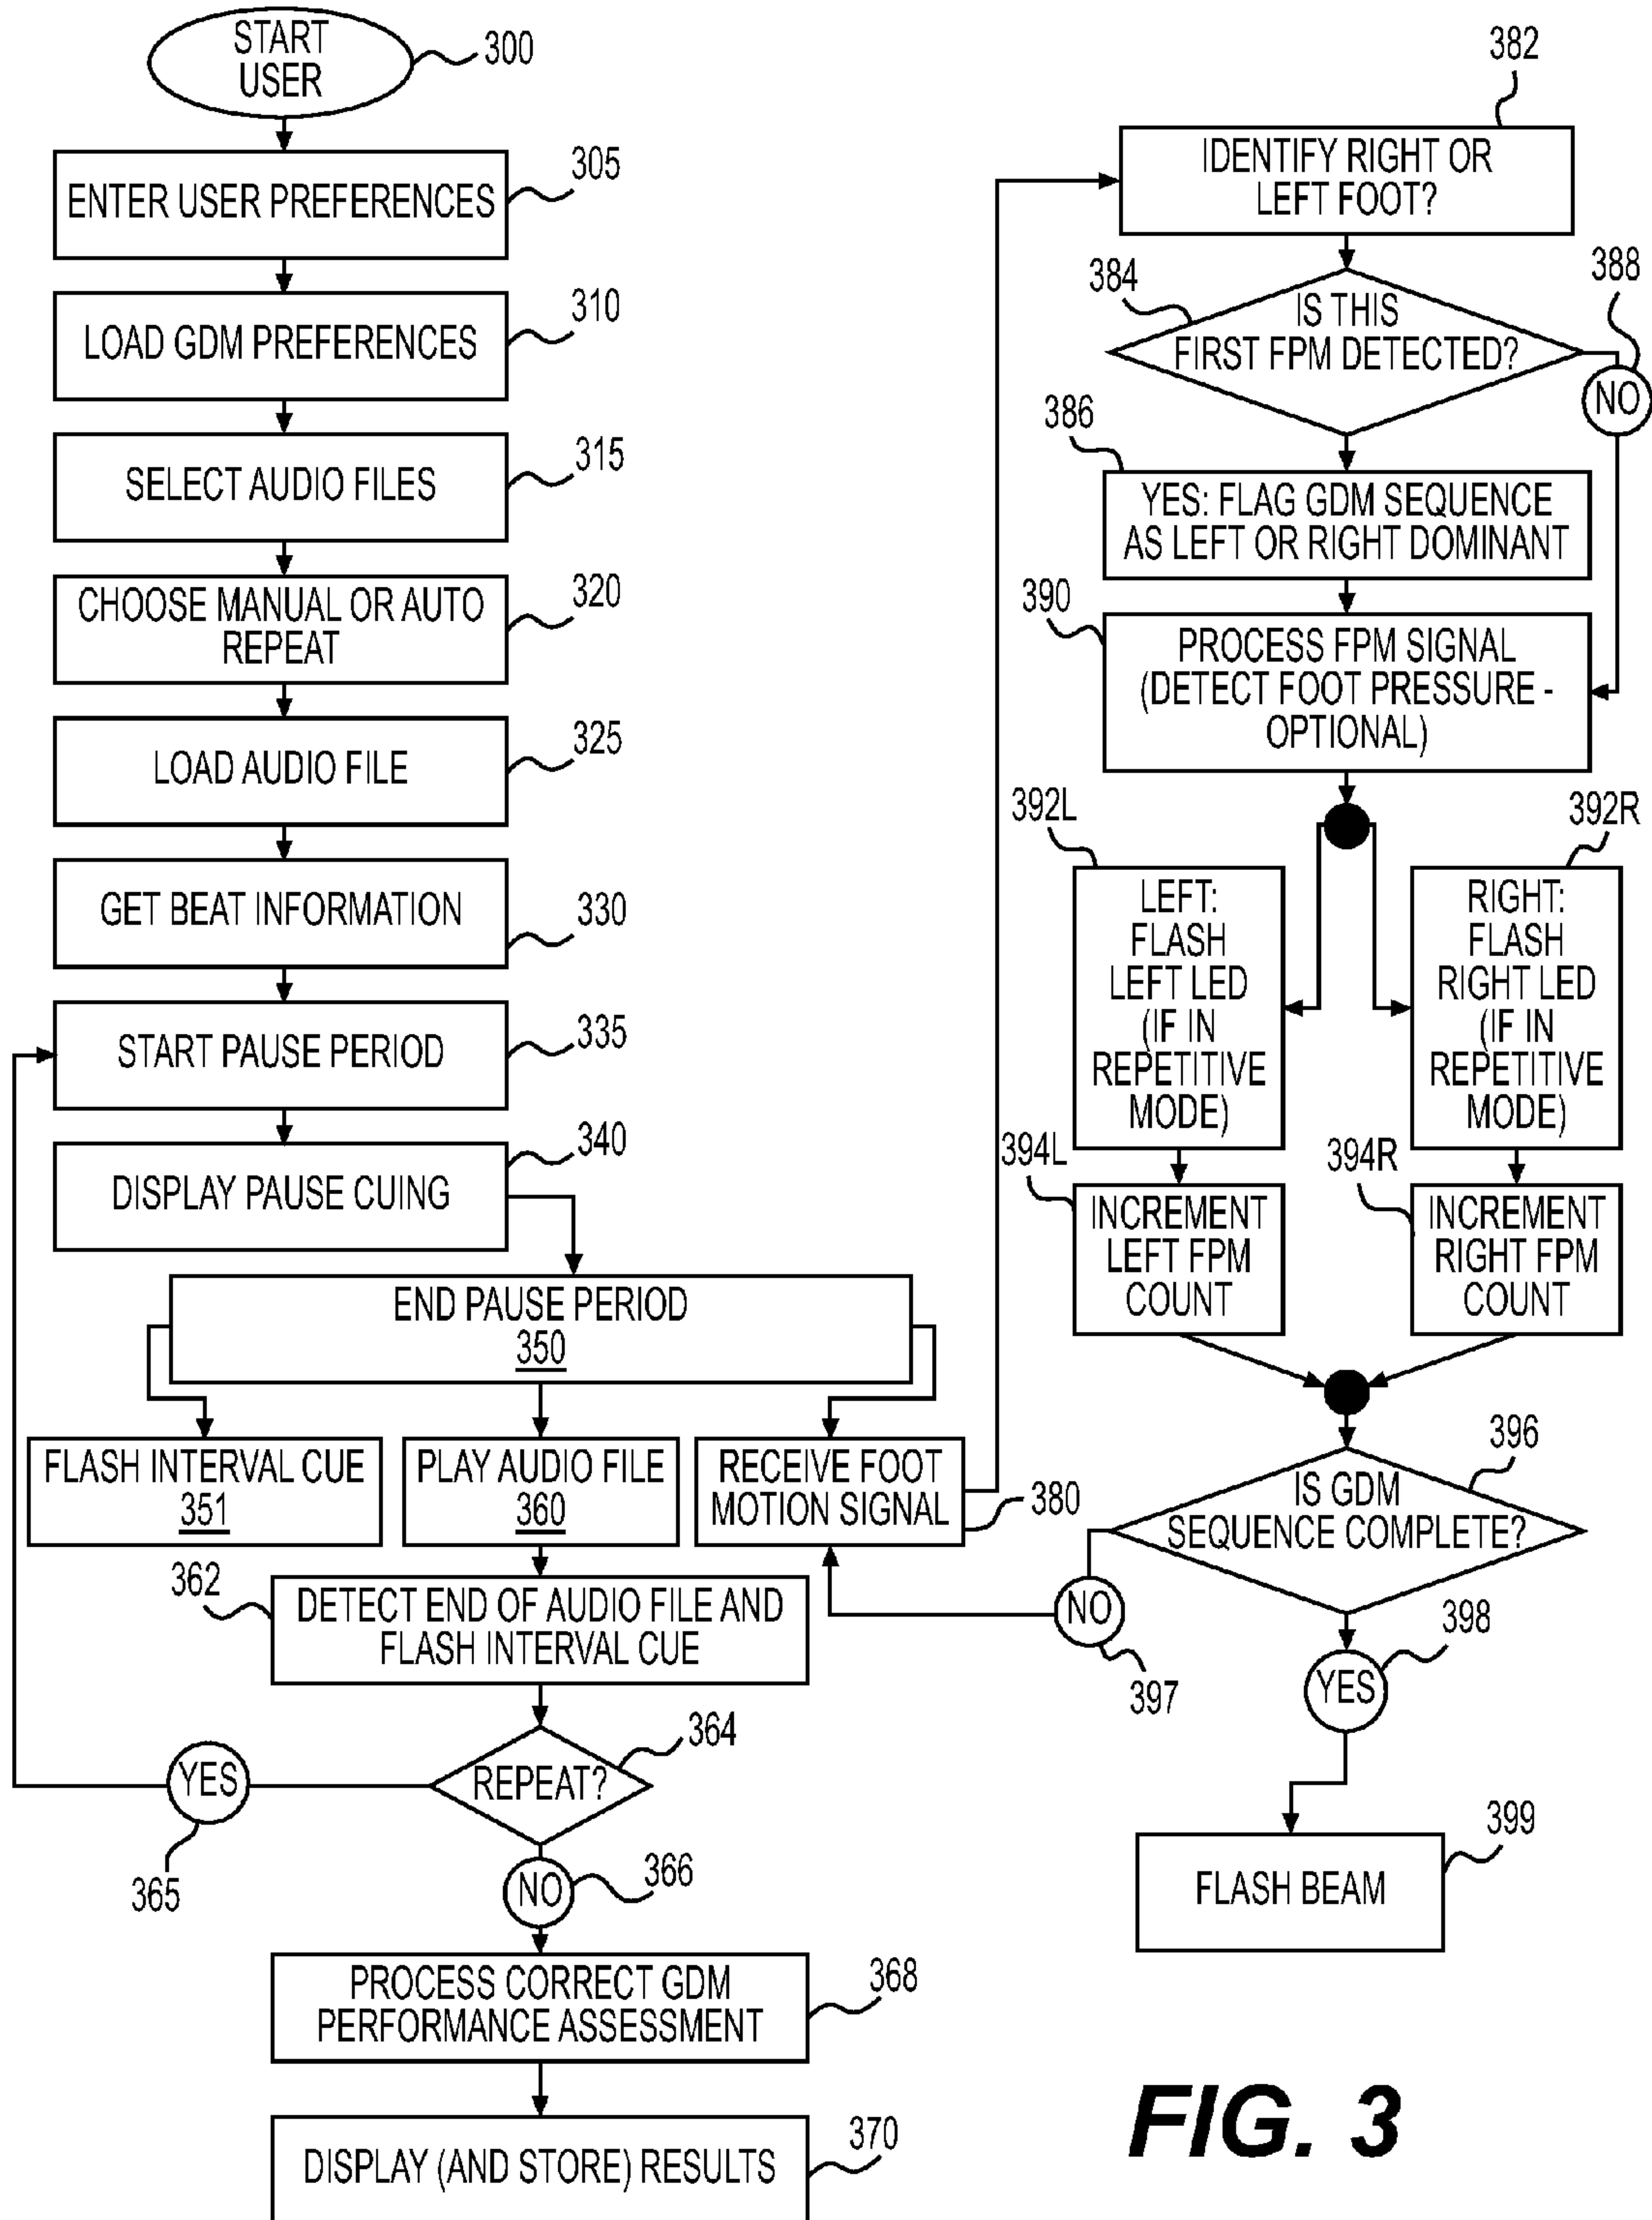 START
USER
300
ENTER USER PREFERENCES
305
LOAD GDM PREFERENCES
310
SELECT AUDIO FILES
315
CHOOSE MANUAL OR AUTO
REPEAT
320
LOAD AUDIO FILE
325
GET BEAT INFORMATION
330
START PAUSE PERIOD
335
DISPLAY PAUSE CUING
340
END PAUSE PERIOD
350
FLASH INTERVAL CUE
351
PLAY AUDIO FILE
360
RECEIVE FOOT
MOTION SIGNAL
380
362
DETECT END OF AUDIO FILE AND
FLASH INTERVAL CUE
REPEAT?
364
YES
365
NO
366
PROCESS CORRECT GDM
PERFORMANCE ASSESSMENT
368
DISPLAY (AND STORE) RESULTS
370
382
IDENTIFY RIGHT OR
LEFT FOOT?
384
IS THIS
FIRST FPM DETECTED?
388
NO
386
YES: FLAG GDM SEQUENCE
AS LEFT OR RIGHT DOMINANT
390
PROCESS FPM SIGNAL
(DETECT FOOT PRESSURE -
OPTIONAL)
392L
LEFT:
FLASH
LEFT LED
(IF IN
REPETITIVE
MODE)
392R
RIGHT:
FLASH
RIGHT LED
(IF IN
REPETITIVE
MODE)
394L
INCREMENT
LEFT FPM
COUNT
394R
INCREMENT
RIGHT FPM
COUNT
396
IS GDM
SEQUENCE COMPLETE?
NO
397
YES
398
FLASH BEAM
399
FIG. 3